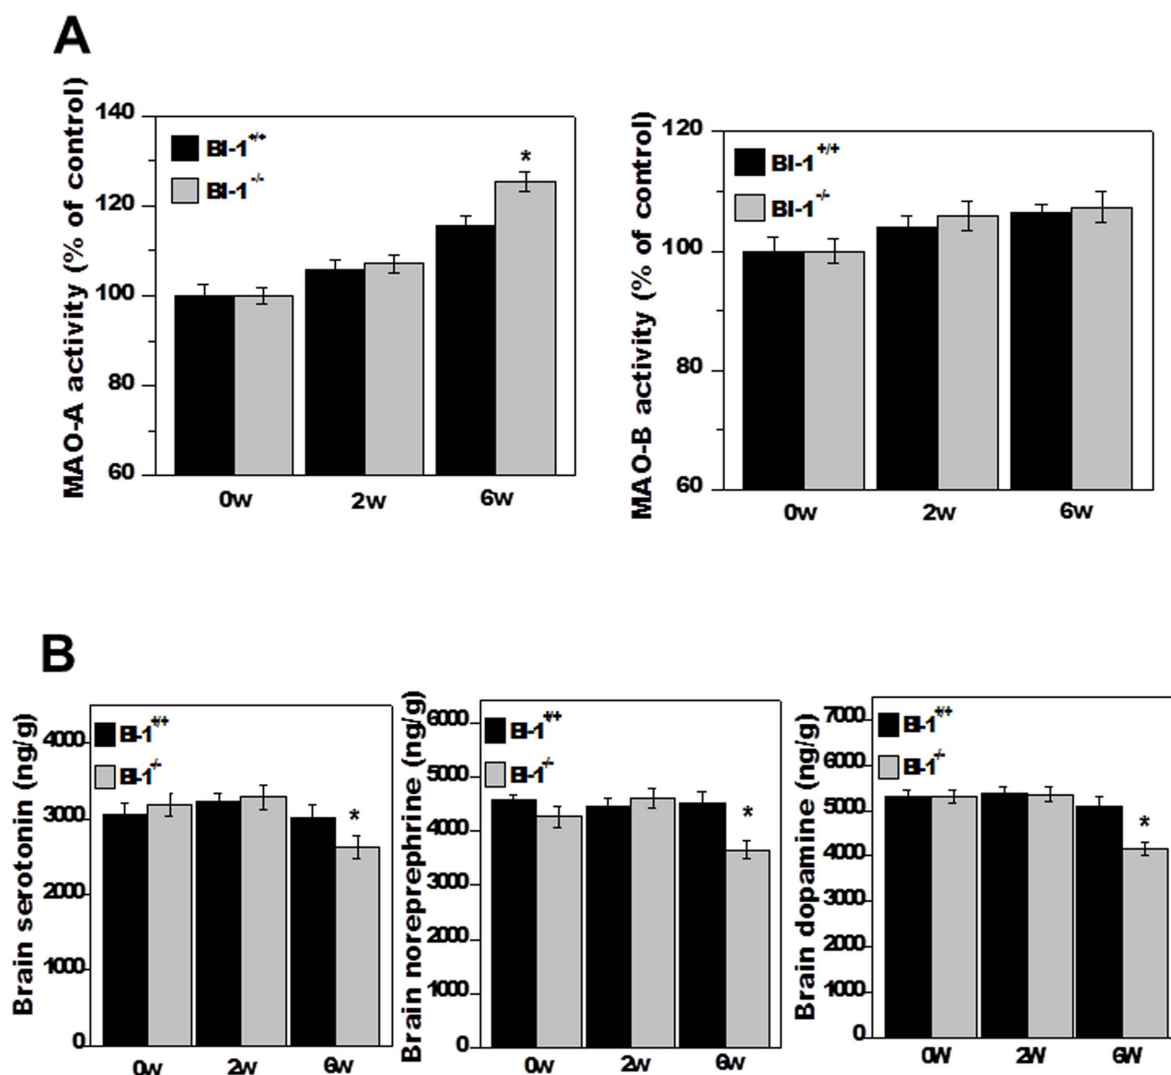 A
MAO-A activity (% of control)
140
120
100
80
60
BI-1+/+
BI-1-/-
*
0w 2w 6w
MAO-B activity (% of control)
120
100
80
60
BI-1+/+
BI-1-/-
0w 2w 6w
B
Brain serotonin (ng/g)
4000
3000
2000
1000
0
BI-1+/+
BI-1-/-
*
0w 2w 6w
Brain noreprephrine (ng/g)
6000
5000
4000
3000
2000
1000
0
BI-1+/+
BI-1-/-
*
0w 2w 6w
Brain dopamine (ng/g)
7000
6000
5000
4000
3000
2000
1000
0
BI-1+/+
BI-1-/-
*
0W 2W 6W